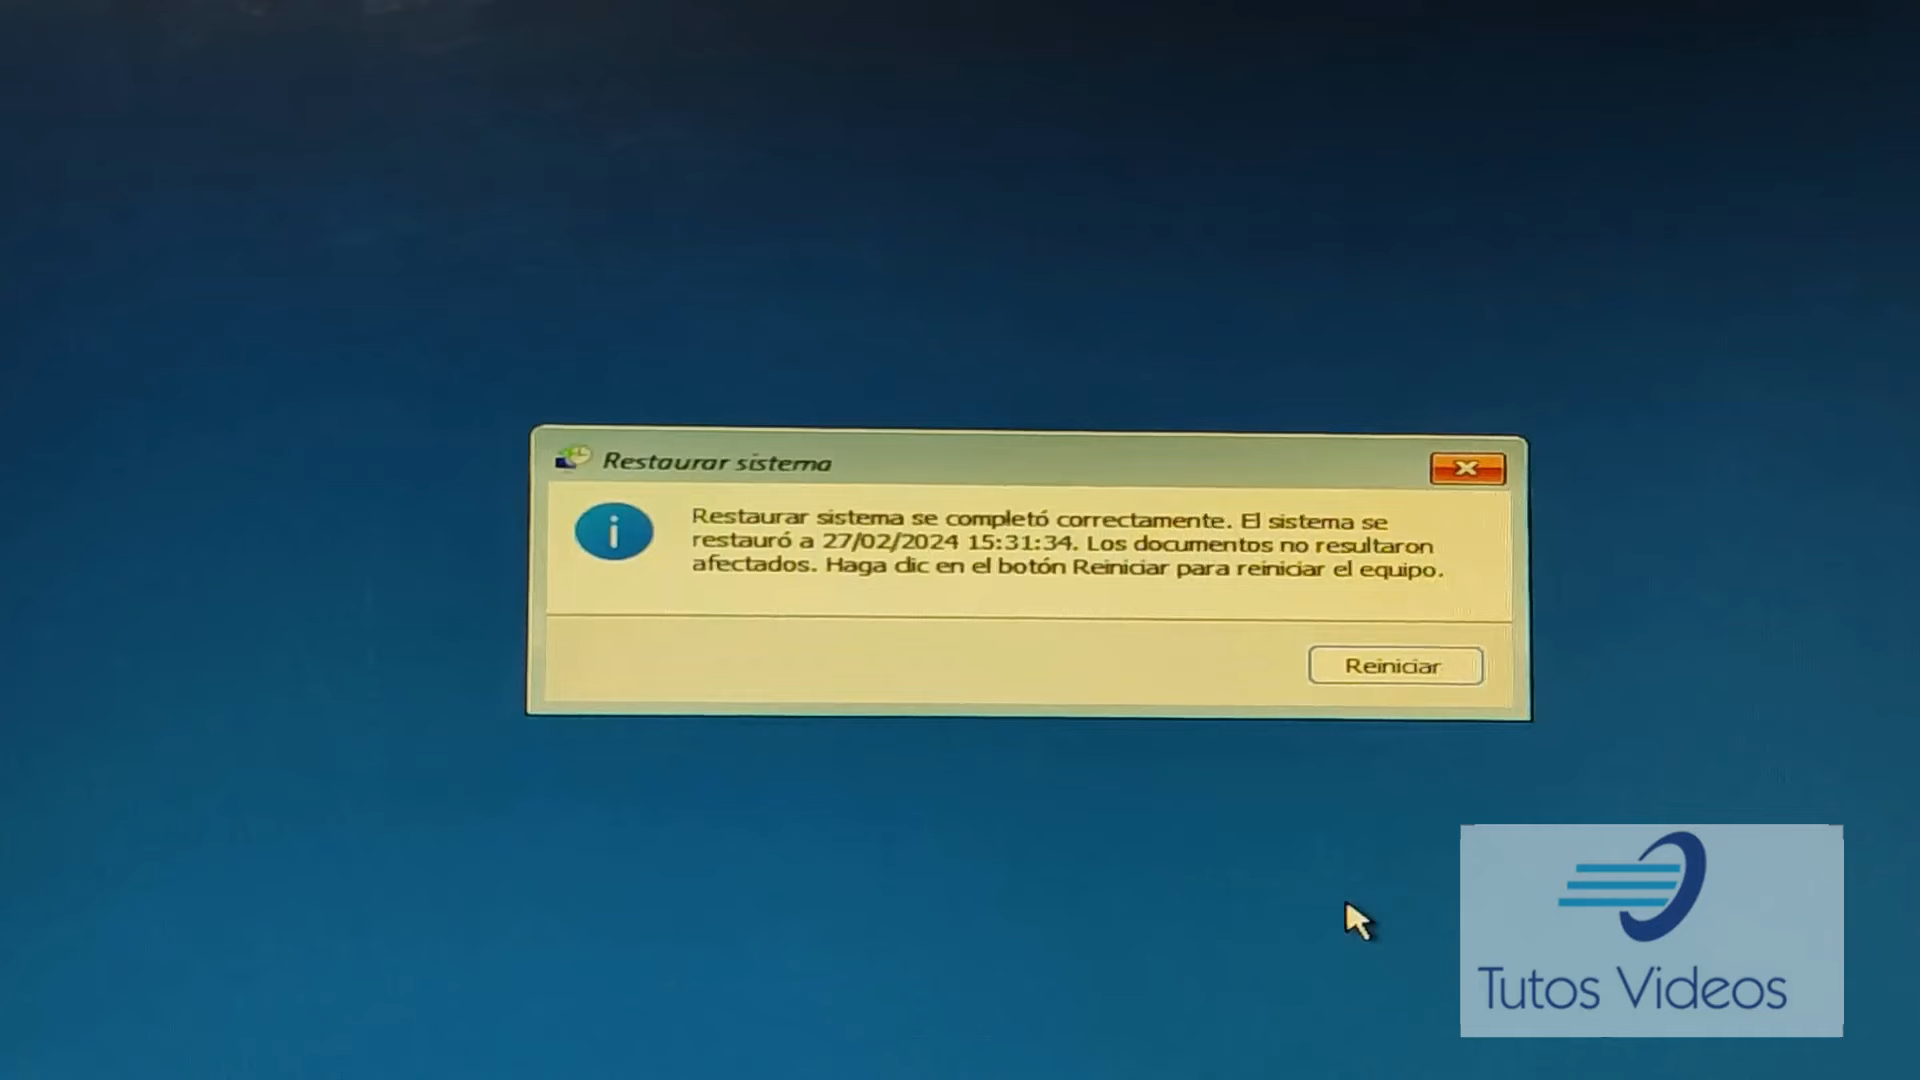 Restaurar sistema
Restaurar sistema se completó correctamente. El sistema se
restauró a 27/02/2024 15:31:34. Los documentos no resultaron
afectados. Haga clic en el botón Reiniciar para reiniciar el equipo.
Reiniciar
Tutos Videos